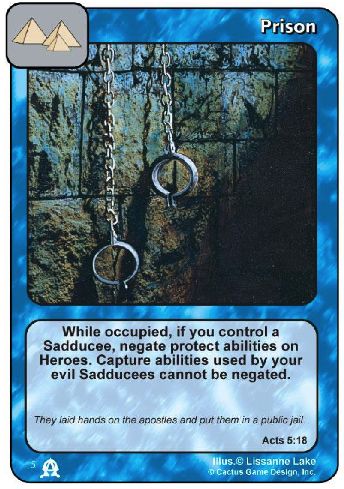 Prison
While occupied, if you control a
Sadducee, negate protect abilities on
Heroes. Capture abilities used by your
evil Sadducees cannot be negated.
They laid hands on the apostles and put them in a public jail.
Acts 5:18
5
Illus.© Lissanne Lake
© Cactus Game Design, Inc.